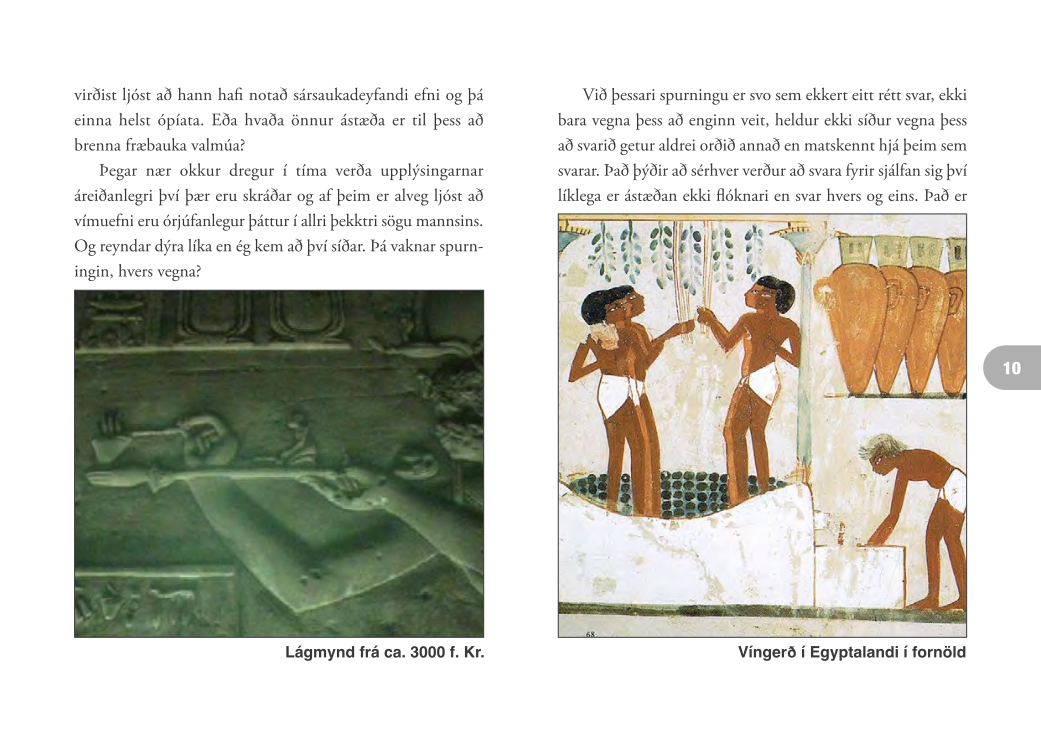 virðist ljóst að hann hafi notað sársaukadeyfandi efni og þá
einna helst ópíata. Eða hvaða önnur ástæða er til þess að
brenna fræbauka valmúa?
Þegar nær okkur dregur í tíma verða upplýsingarnar
áreiðanlegri því þær eru skráðar og af þeim er alveg ljóst að
vímuefni eru órjúfanlegur þáttur í allri þekktri sögu mannsins.
Og reyndar dýra líka en ég kem að því síðar. Þá vaknar spurn-
ingin, hvers vegna?
Lágmynd frá ca. 3000 f. Kr.
Við þessari spurningu er svo sem ekkert eitt rétt svar, ekki
bara vegna þess að enginn veit, heldur ekki síður vegna þess
að svarið getur aldrei orðið annað en matskennt hjá þeim sem
svarar. Það þýðir að sérhver verður að svara fyrir sjálfan sig því
líklega er ástæðan ekki flóknari en svar hvers og eins. Það er
68
Víngerð í Egyptalandi í fornöld
10